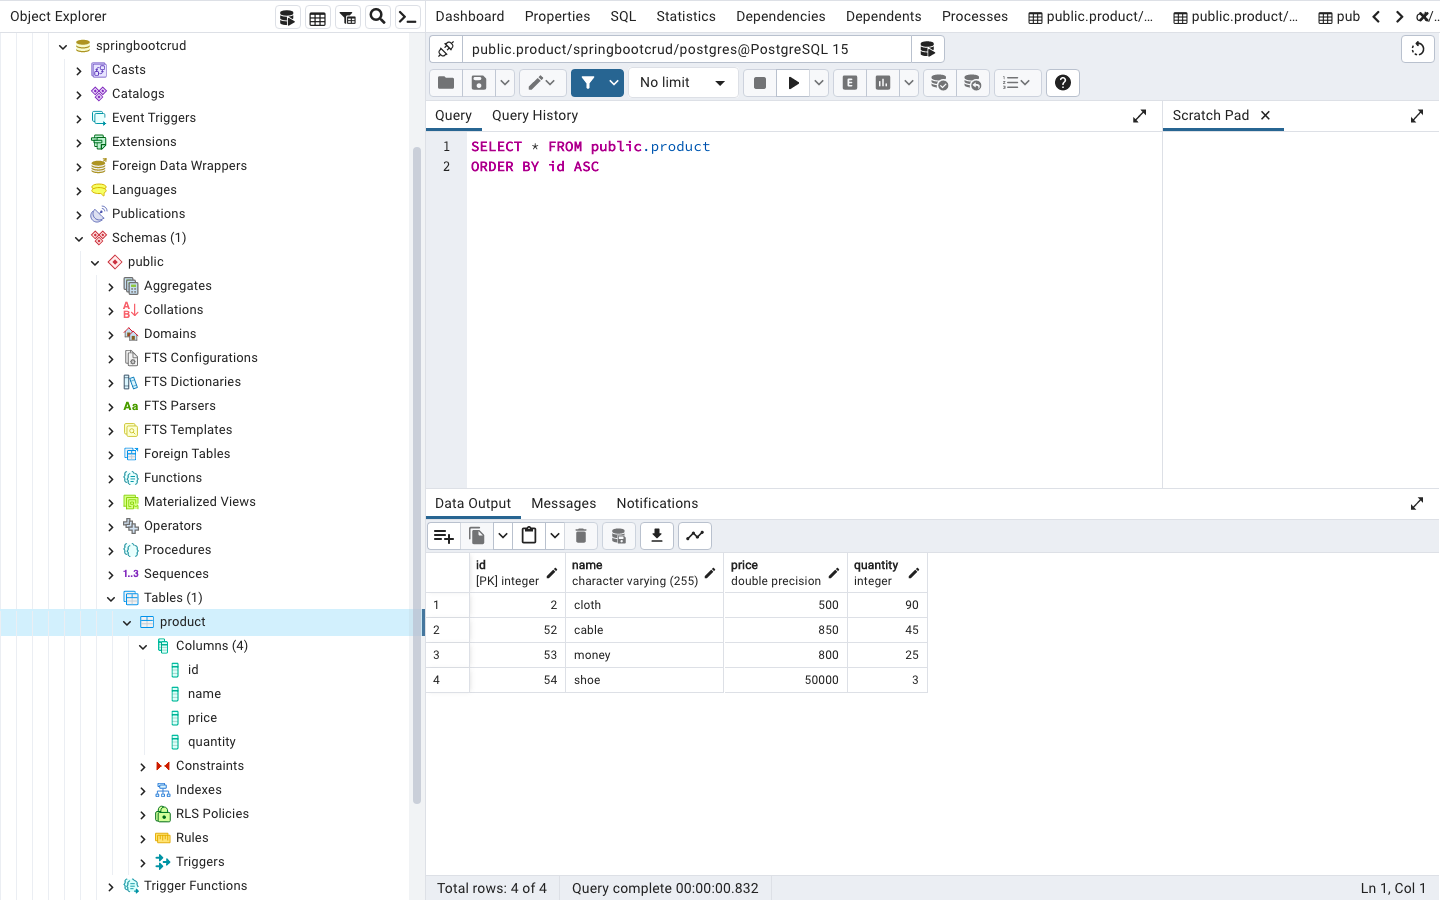 Object Explorer
Dashboard Properties SQL Statistics Dependencies Dependents Processes public.product/... public.product/... pub
springbootcrud
Casts
Catalogs
Event Triggers
Extensions
Foreign Data Wrappers
Languages
Publications
Schemas (1)
public
Aggregates
Collations
Domains
FTS Configurations
FTS Dictionaries
Aa FTS Parsers
FTS Templates
Foreign Tables
Functions
Materialized Views
Operators
Procedures
1..3 Sequences
Tables (1)
product
Columns (4)
id
name
price
quantity
Constraints
Indexes
RLS Policies
Rules
Triggers
Trigger Functions
public.product/springbootcrud/postgres@PostgreSQL 15
No limit
E
Query Query History
Scratch Pad
1 SELECT * FROM public.product
2 ORDER BY id ASC
Data Output Messages Notifications
id name price quantity
[PK] integer character varying (255) double precision integer
1 2 cloth 500 90
2 52 cable 850 45
3 53 money 800 25
4 54 shoe 50000 3
Total rows: 4 of 4 Query complete 00:00:00.832 Ln 1, Col 1